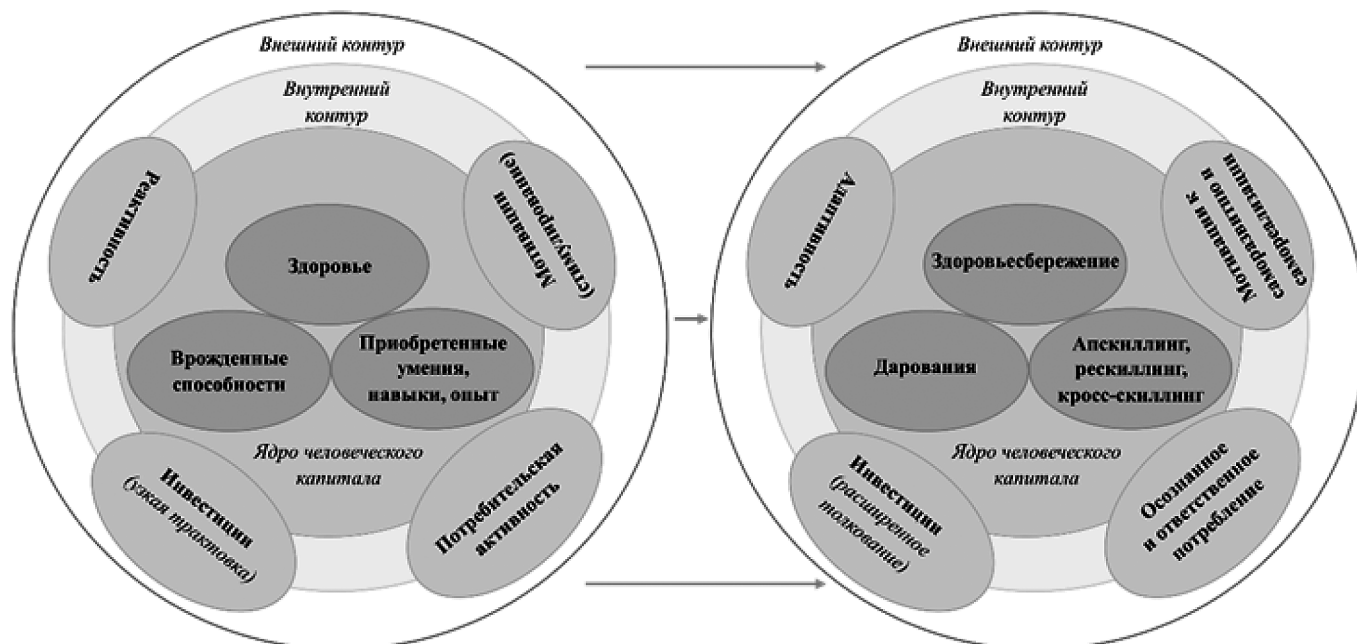 Внешний контур
Внутренний
контур
Реактивность
Мотивации
(стимулирование)
Здоровье
Врожденные
способности
Приобретенные
умения,
навыки, опыт
Ядро человеческого
капитала
Инвестиции
(узкая трактовка)
Потребительская
активность
Внешний контур
Внутренний
контур
Адаптивность
Мотивации к
саморазвитию и
самореализации
Здоровьесбережение
Дарования
Апскиллинг,
рескиллинг,
кросс-скиллинг
Ядро человеческого
капитала
Инвестиции
(расширенное
толкование)
Осознанное
и ответственное
потребление